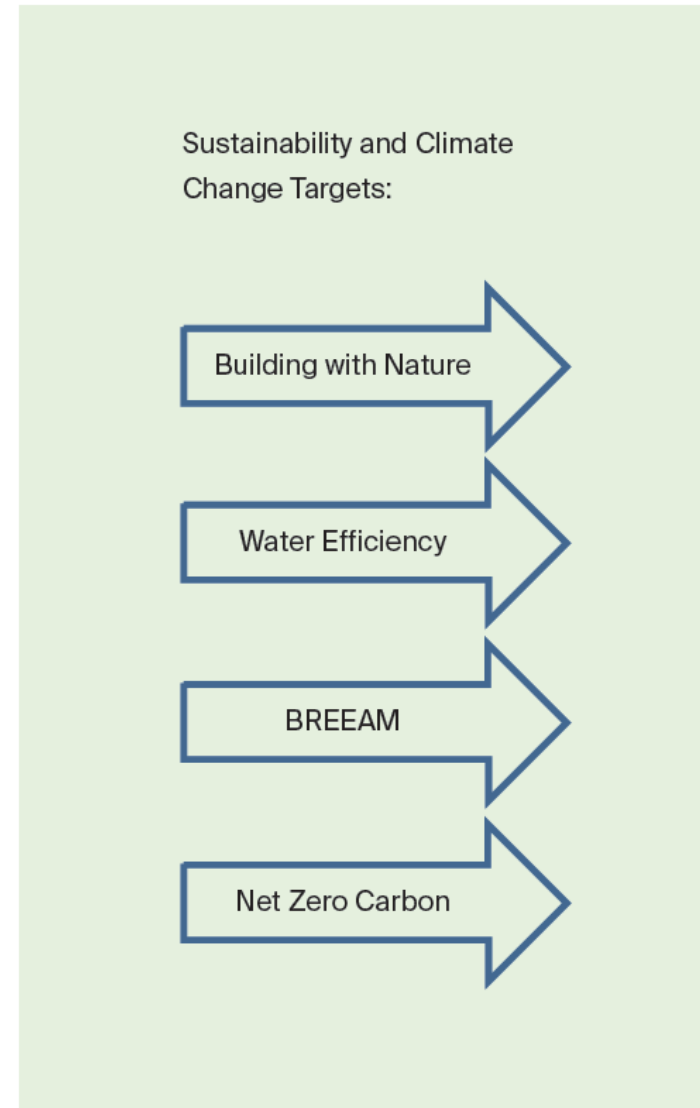 Sustainability and Climate
Change Targets:
Building with Nature
Water Efficiency
BREEAM
Net Zero Carbon